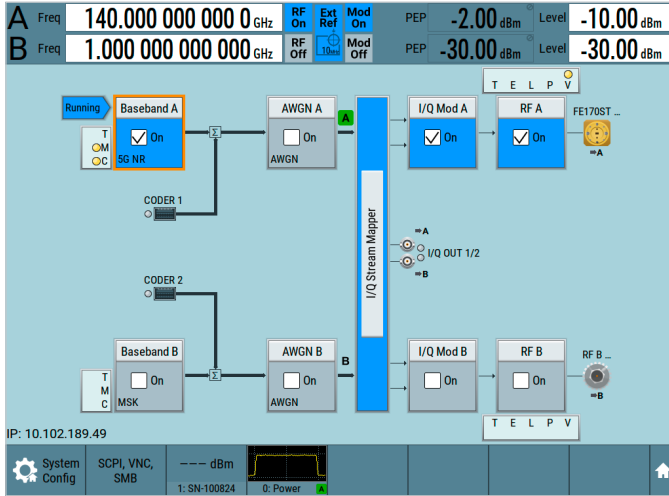 A Freq 140.000 000 000 0 GHz RF On Ext Ref Mod On PEP -2.00 dBm Level -10.00 dBm
B Freq 1.000 000 000 000 GHz RF Off 10MHz Mod Off PEP -30.00 dBm Level -30.00 dBm
T E L P V
Running Baseband A AWGN A A I/Q Mod A RF A FE170ST ...
T On Σ On On On
M
C 5G NR AWGN ⇒A
CODER 1
I/Q Stream Mapper
⇒A
I/Q OUT 1/2
⇒B
CODER 2
Baseband B AWGN B B I/Q Mod B RF B RF B ...
T On Σ On On On
M
C MSK AWGN ⇒B
T E L P V
IP: 10.102.189.49
System Config SCPI, VNC, SMB --- dBm
1: SN-100824 0: Power A